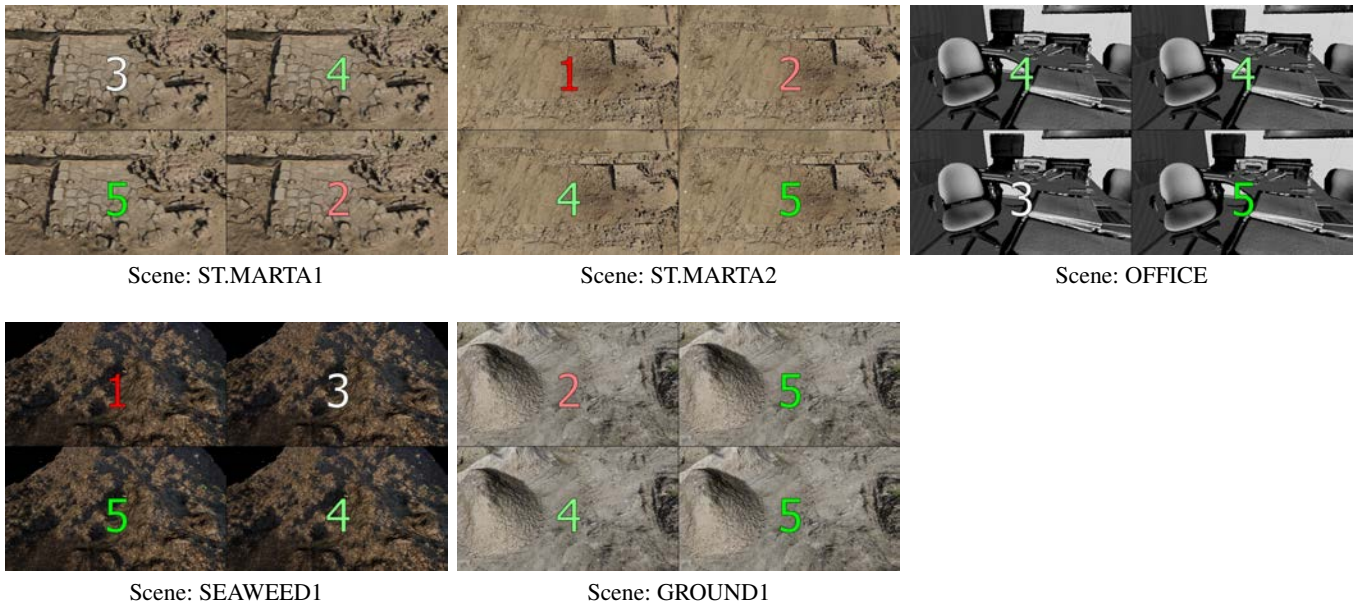 3 4
5 2
Scene: ST.MARTA1
1 2
4 5
Scene: ST.MARTA2
4 4
3 5
Scene: OFFICE
1 3
5 4
Scene: SEAWEED1
2 5
4 5
Scene: GROUND1